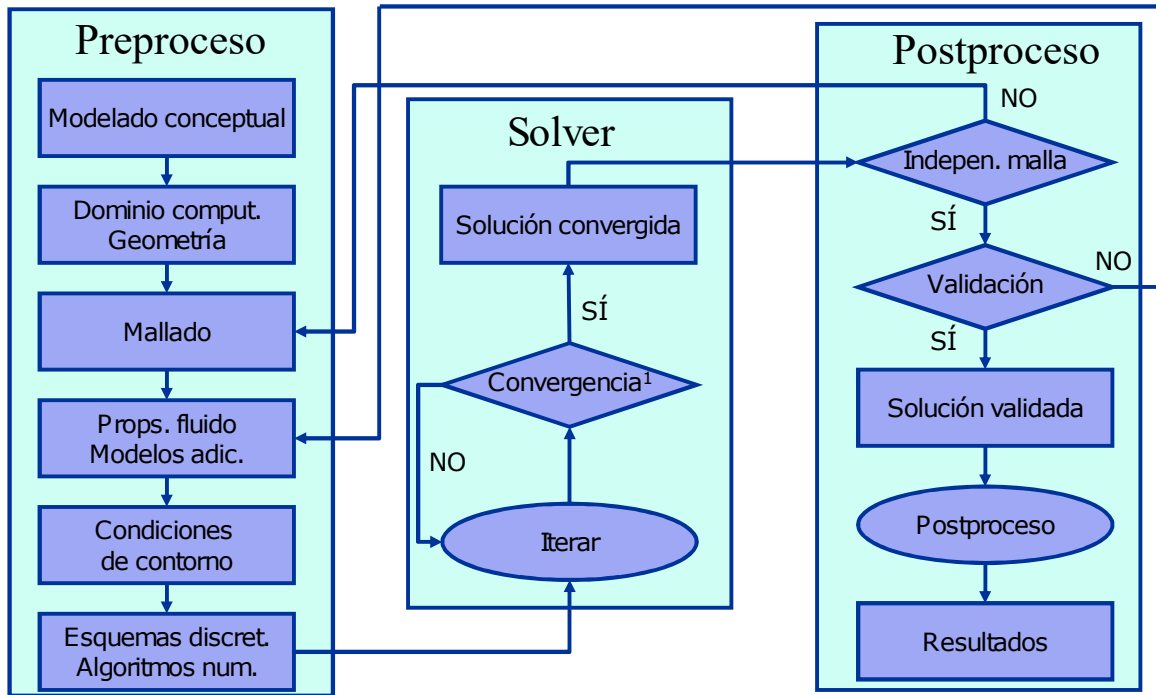 Preproceso
Modelado conceptual
Dominio comput.
Geometría
Mallado
Props. fluido
Modelos adic.
Condiciones
de contorno
Esquemas discret.
Algoritmos num.
Solver
Solución convergida
SÍ
Convergencia¹
NO
Iterar
Postproceso
NO
Indepen. malla
SÍ
NO
Validación
SÍ
Solución validada
Postproceso
Resultados